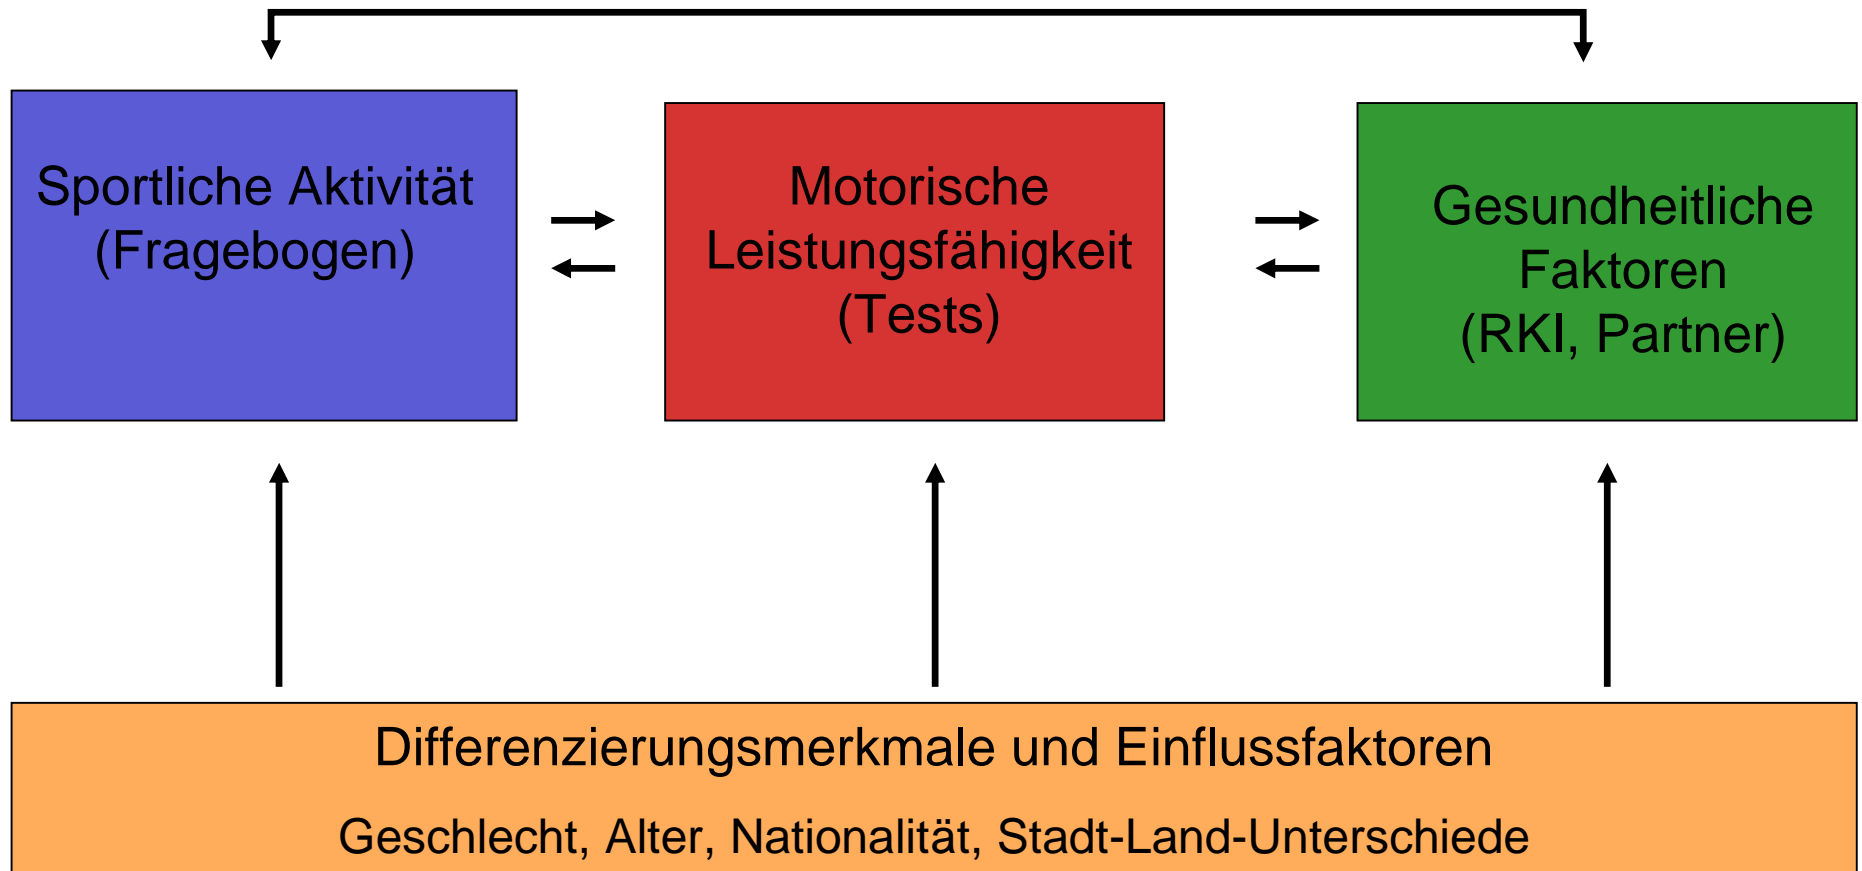 Sportliche Aktivität
(Fragebogen)
Motorische
Leistungsfähigkeit
(Tests)
Gesundheitliche
Faktoren
(RKI, Partner)
Differenzierungsmerkmale und Einflussfaktoren
Geschlecht, Alter, Nationalität, Stadt-Land-Unterschiede